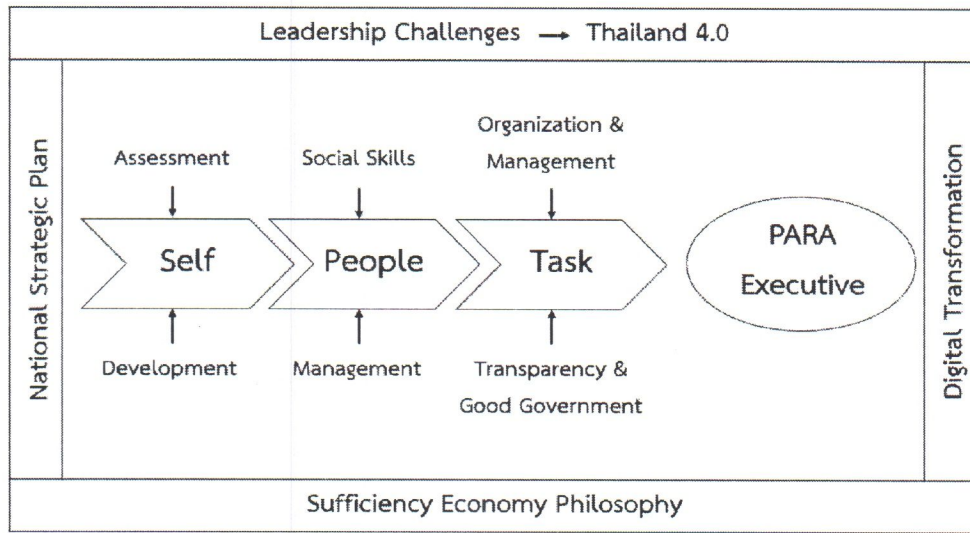 Leadership Challenges → Thailand 4.0
National Strategic Plan
Assessment
Social Skills
Organization &
Management
Self
People
Task
PARA
Executive
Development
Management
Transparency &
Good Government
Digital Transformation
Sufficiency Economy Philosophy